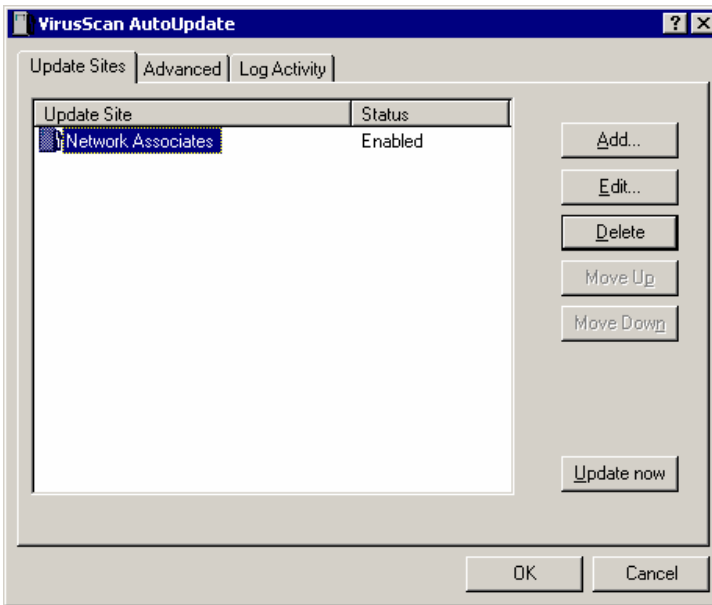 VirusScan AutoUpdate
Update Sites Advanced Log Activity
Update Site Status
Network Associates Enabled
Add...
Edit...
Delete
Move Up
Move Down
Update now
OK Cancel